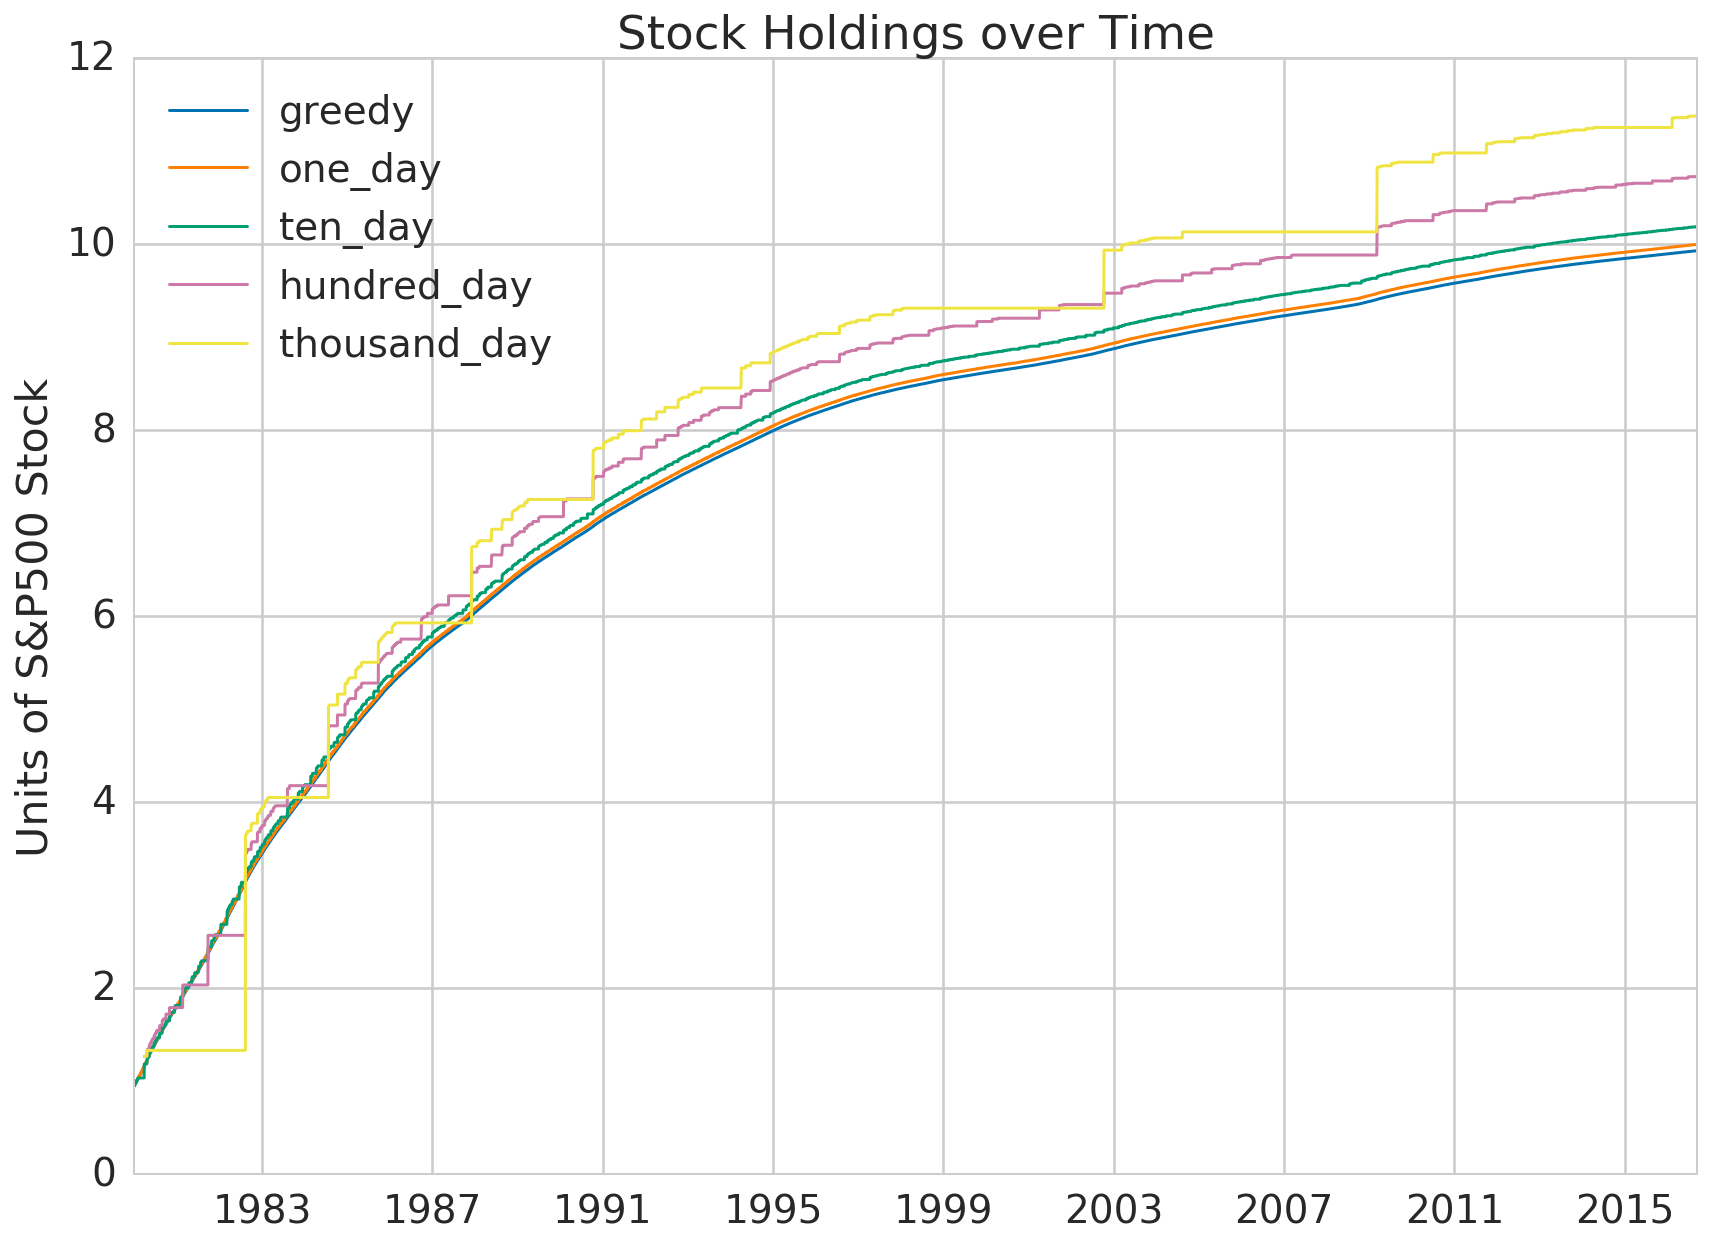 Stock Holdings over Time
12
10
8
6
4
2
0
Units of S&P500 Stock
greedy
one_day
ten_day
hundred_day
thousand_day
1983 1987 1991 1995 1999 2003 2007 2011 2015